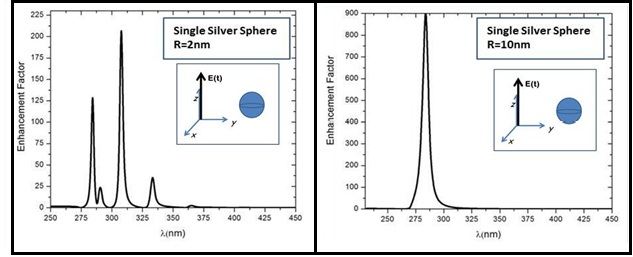 Single Silver Sphere
R=2nm
E(t)
z
y
x
Enhancement Factor
225
200
175
150
125
100
75
50
25
0
250 275 300 325 350 375 400 425 450
λ(nm)
Single Silver Sphere
R=10nm
E(t)
z
y
x
Enhancement Factor
900
800
700
600
500
400
300
200
100
0
250 275 300 325 350 375 400 425 450
λ(nm)